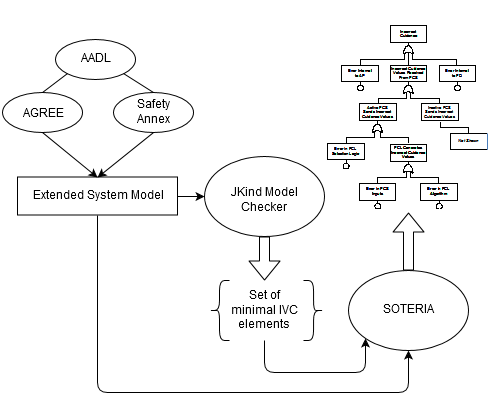 AADL
AGREE
Safety
Annex
Extended System Model
JKind Model
Checker
Set of
minimal IVC
elements
SOTERIA
Incorrect
Guidance
Error Internal
to AP
Incorrect Guidance
Values Received
From FCS
Error Internal
to FD
Active FCS
Sends Incorrect
Guidance Values
Inactive FCS
Sends Incorrect
Guidance Values
Not Shown
Error in FCL
Selection Logic
FCL Computes
Incorrect Guidance
Values
Error in FCS
Inputs
Error in FCL
Algorithm